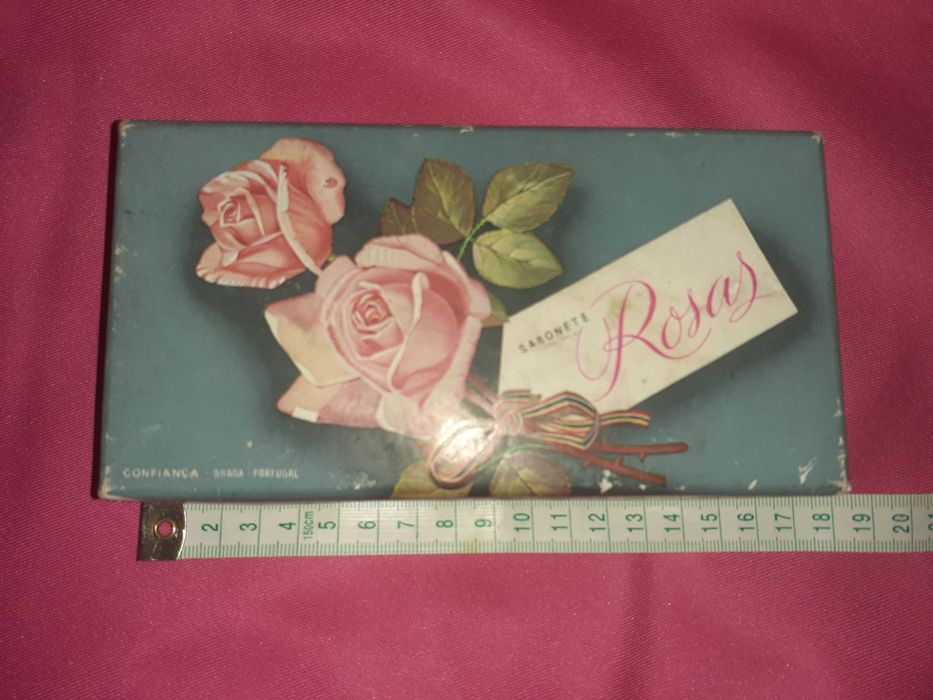 SABONETE
Rosas
CONFIANÇA - BRAGA - PORTUGAL
2 3 4 150cm 5 6 7 8 9 10 11 12 13 14 15 16 17 18 19 20 21